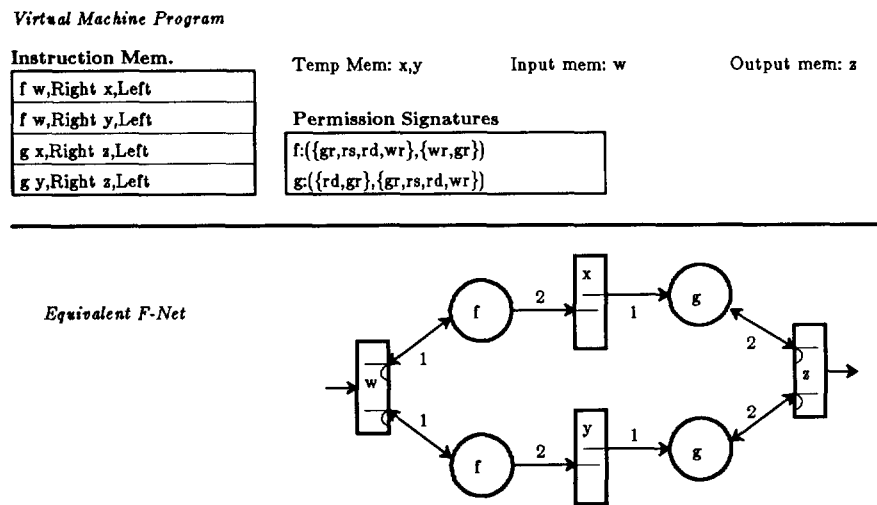 Virtual Machine Program
Instruction Mem.
Temp Mem: x,y
Input mem: w
Output mem: z
f w,Right x,Left
f w,Right y,Left
g x,Right z,Left
g y,Right z,Left
Permission Signatures
f:({gr,rs,rd,wr},{wr,gr})
g:({rd,gr},{gr,rs,rd,wr})
Equivalent F-Net
x
f
2
1
g
1
2
w
z
1
2
y
f
2
1
g